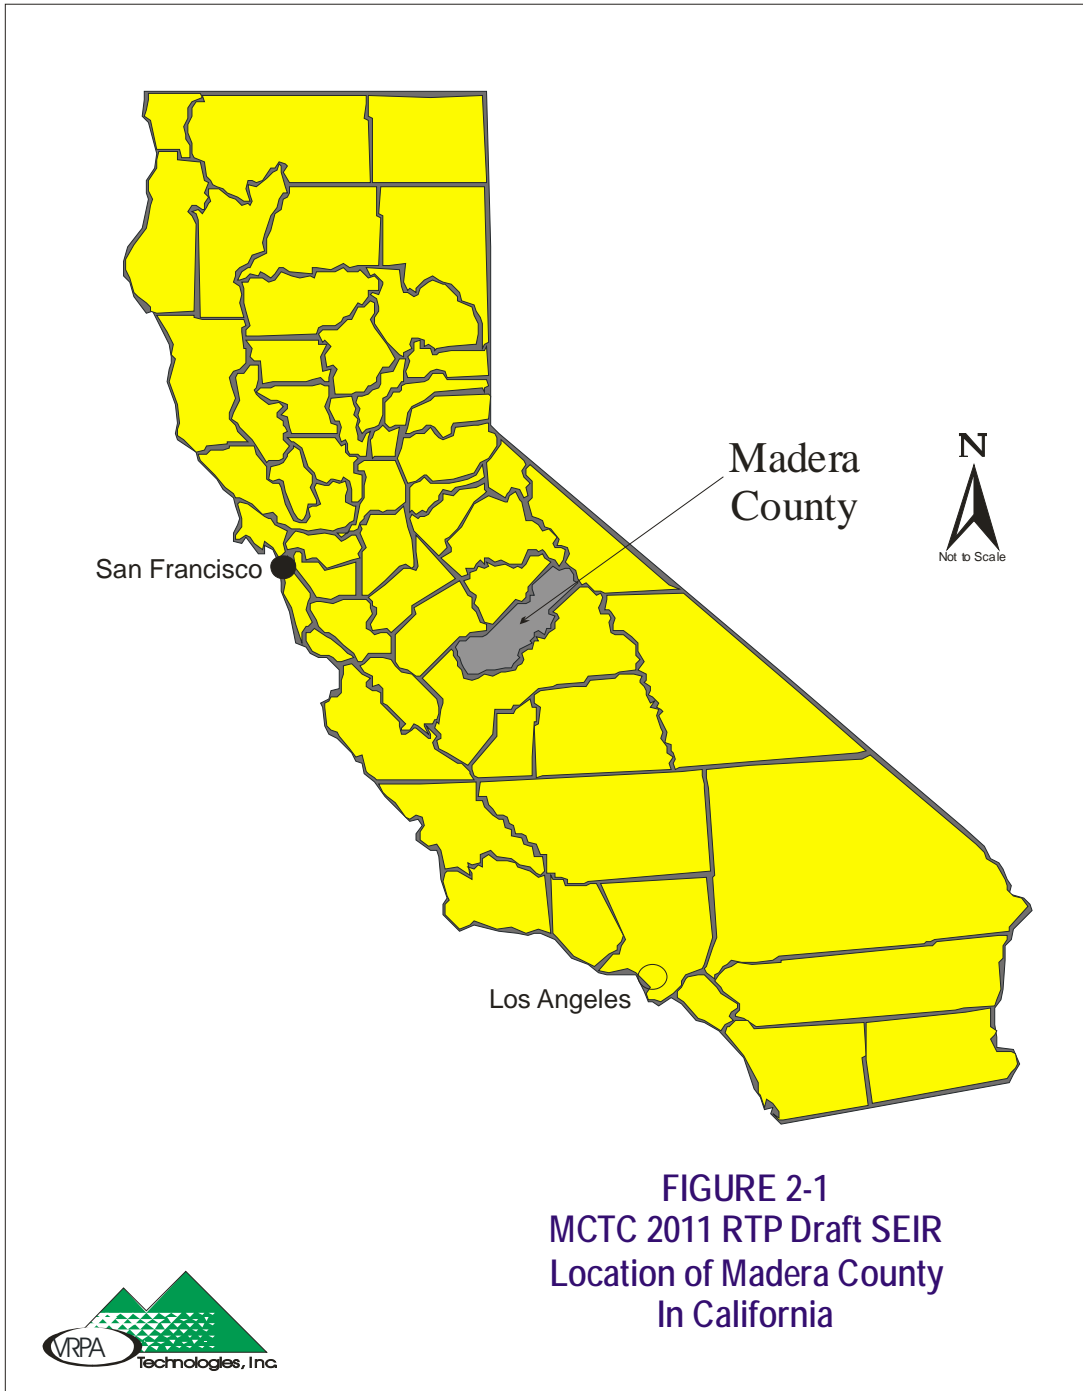 Madera
County
N
Not to Scale
San Francisco
Los Angeles
FIGURE 2-1
MCTC 2011 RTP Draft SEIR
Location of Madera County
In California
VRPA
Technologies, Inc.